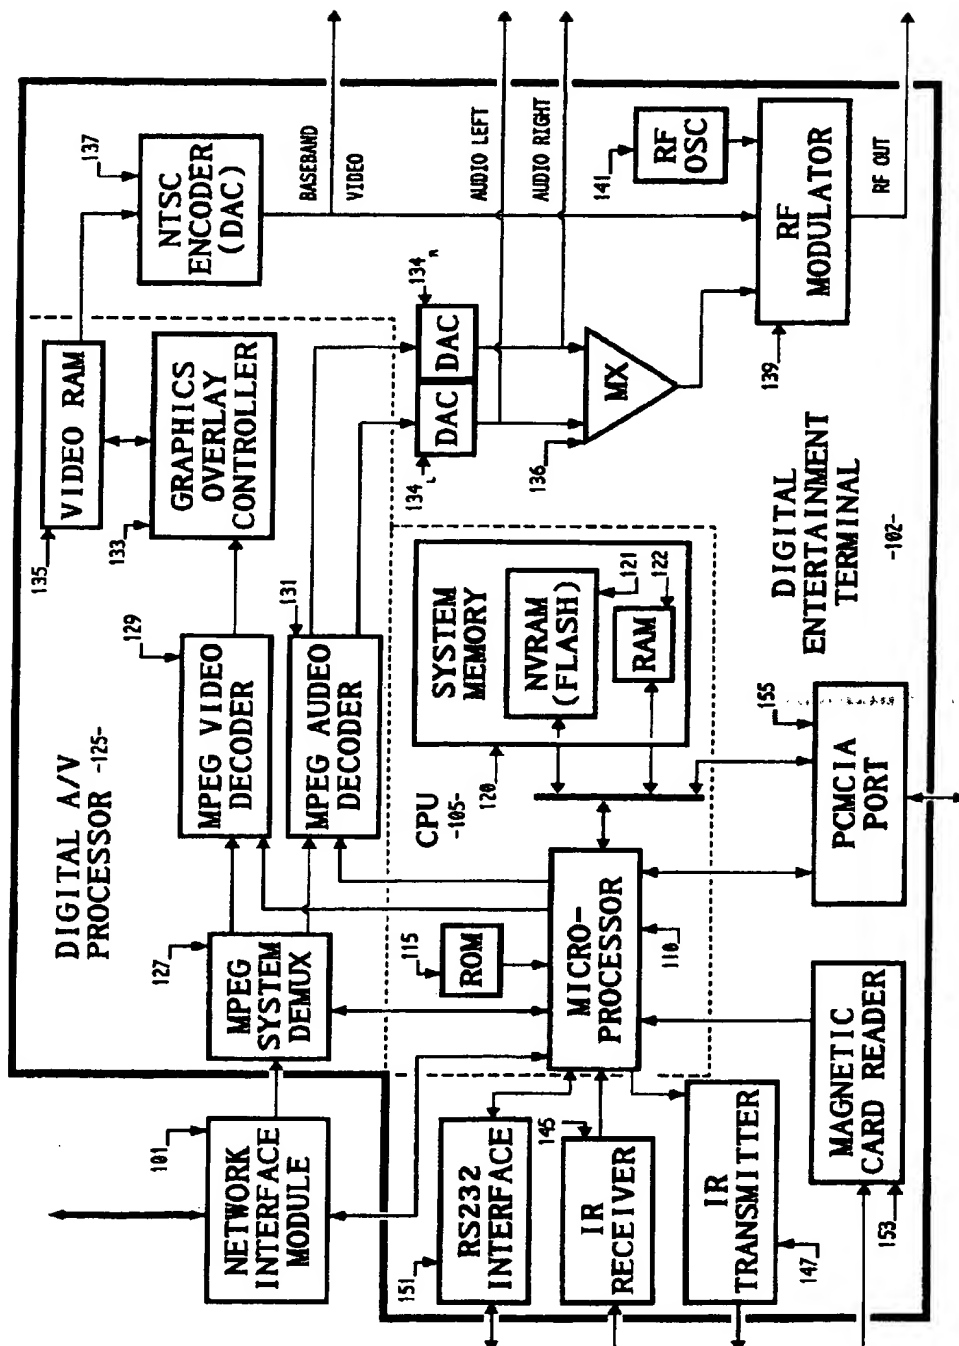 NETWORK
INTERFACE
MODULE
101
DIGITAL A/V
PROCESSOR -125-
MPEG
SYSTEM
DEMUX
127
MPEG VIDEO
DECODER
129
MPEG AUDEO
DECODER
131
GRAPHICS
OVERLAY
CONTROLLER
133
VIDEO RAM
135
NTSC
ENCODER
(DAC)
137
BASEBAND
VIDEO
AUDIO LEFT
AUDIO RIGHT
DAC
134L
DAC
134R
MX
136
RF
OSC
141
RF
MODULATOR
139
RF OUT
CPU
-105-
SYSTEM
MEMORY
120
NVRAM
(FLASH)
121
RAM
122
ROM
115
MICRO-
PROCESSOR
110
RS232
INTERFACE
151
IR
RECEIVER
145
IR
TRANSMITTER
147
MAGNETIC
CARD READER
153
PCMCIA
PORT
155
DIGITAL
ENTERTAINMENT
TERMINAL
-102-